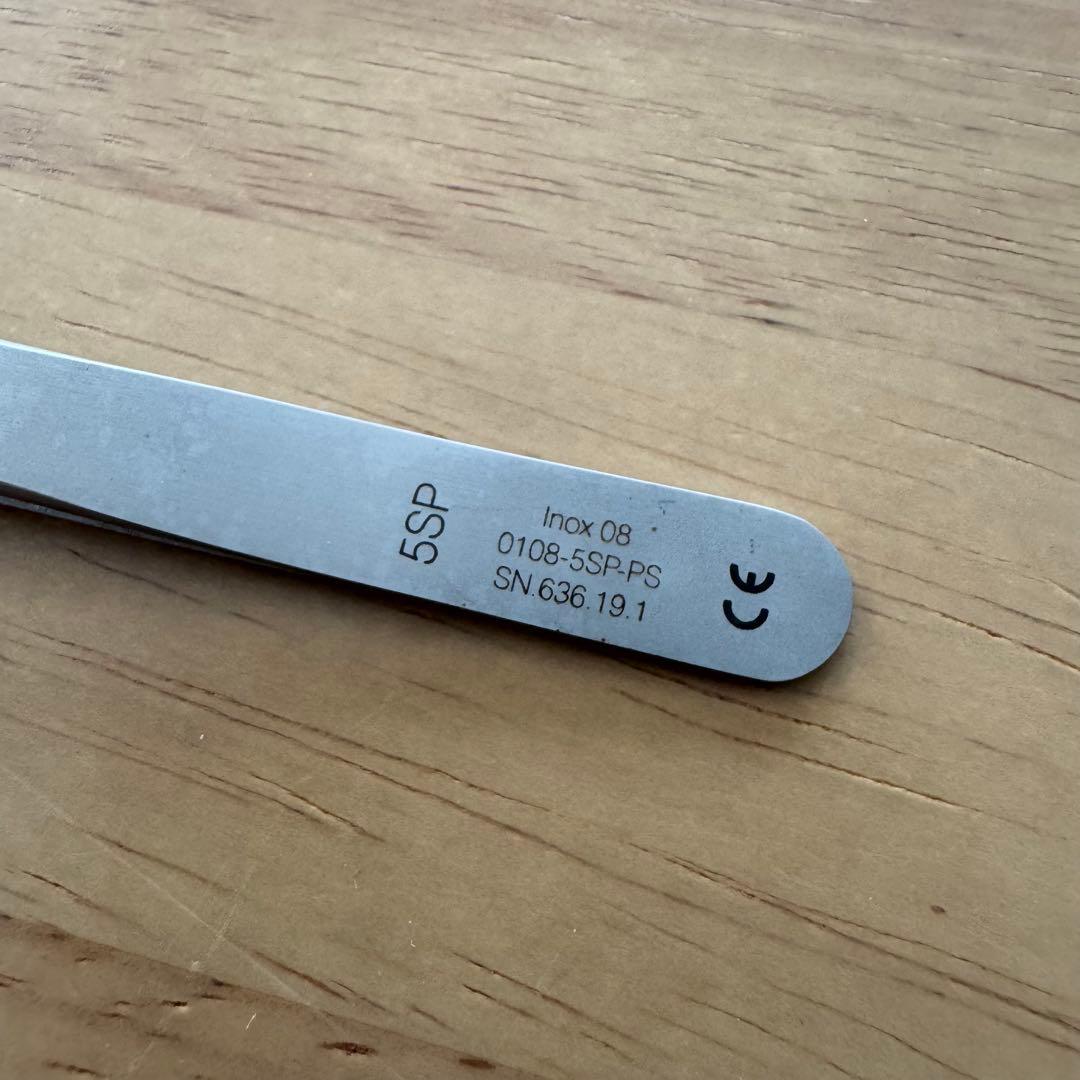 5SP
Inox 08
0108-5SP-PS
SN.636.19.1
CE